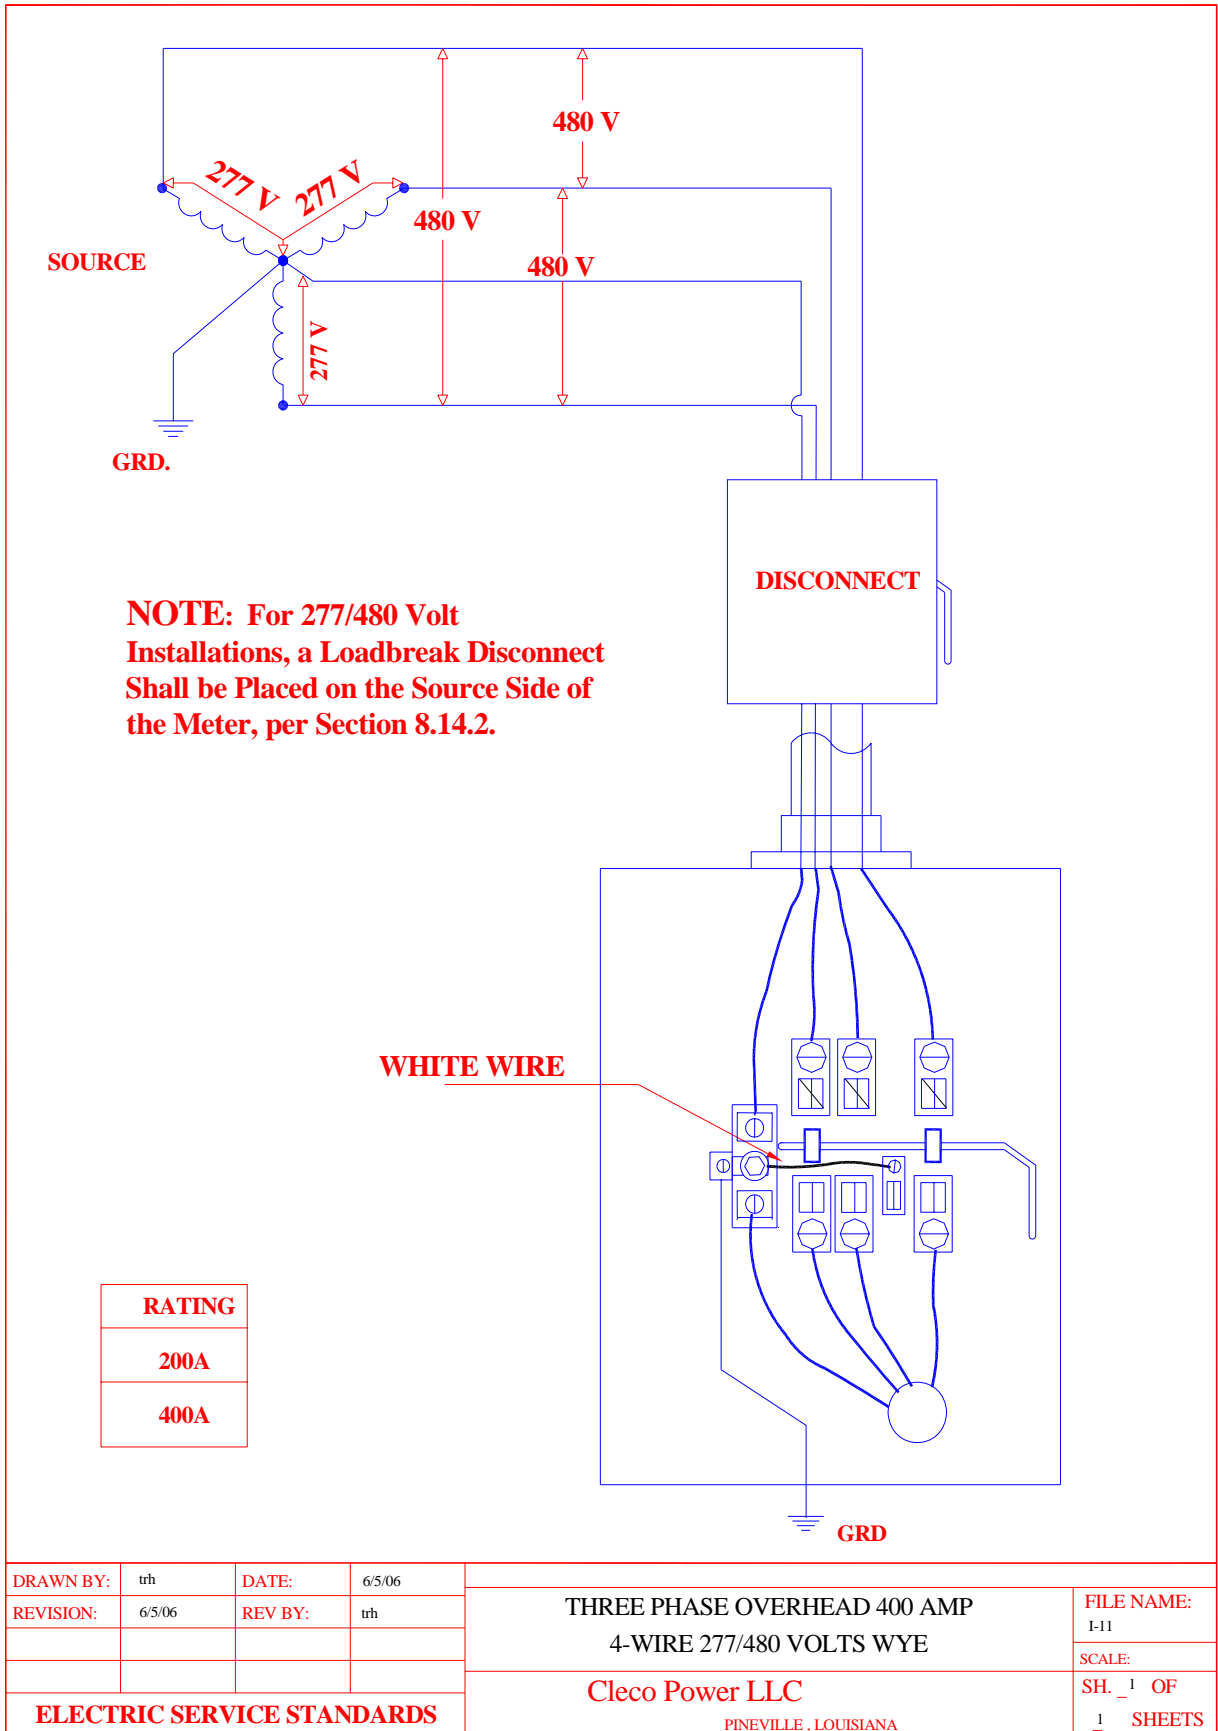 480 V
277 V
277 V
480 V
SOURCE
480 V
277 V
GRD.
DISCONNECT
NOTE: For 277/480 Volt
Installations, a Loadbreak Disconnect
Shall be Placed on the Source Side of
the Meter, per Section 8.14.2.
WHITE WIRE
RATING
200A
400A
GRD
DRAWN BY: trh DATE: 6/5/06
REVISION: 6/5/06 REV BY: trh
ELECTRIC SERVICE STANDARDS
THREE PHASE OVERHEAD 400 AMP
4-WIRE 277/480 VOLTS WYE
Cleco Power LLC
PINEVILLE , LOUISIANA
FILE NAME:
I-11
SCALE:
SH. 1 OF
1 SHEETS